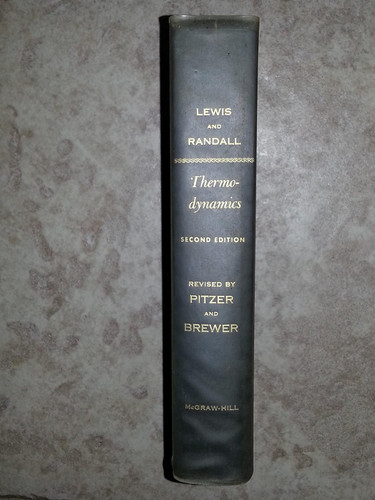 LEWIS
AND
RANDALL
Thermo-
dynamics
SECOND EDITION
REVISED BY
PITZER
AND
BREWER
McGRAW-HILL